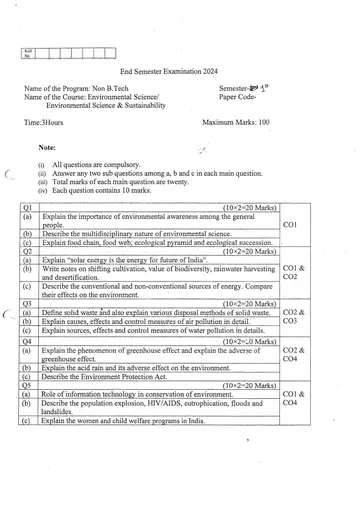 Roll
No.
End Semester Examination 2024
Name of the Program: Non B.Tech
Semester-
Name of the Course: Environmental Science/
Paper Code-
Environmental Science & Sustainability
Time:3Hours
Maximum Marks: 100
Note:
(i) All questions are compulsory.
(ii) Answer any two sub questions among a, b and c in each main question.
(iii) Total marks of each main question are twenty.
(iv) Each question contains 10 marks.
Q1 (10×2=20 Marks)
(a) Explain the importance of environmental awareness among the general
people.
CO1
(b) Describe the multidisciplinary nature of environmental science.
(c) Explain food chain, food web, ecological pyramid and ecological succession.
Q2 (10×2=20 Marks)
(a) Explain "solar energy is the energy for future of India".
(b) Write notes on shifting cultivation, value of biodiversity, rainwater harvesting
and desertification.
CO1 &
CO2
(c) Describe the conventional and non-conventional sources of energy. Compare
their effects on the environment.
Q3 (10×2=20 Marks)
(a) Define solid waste and also explain various disposal methods of solid waste.
CO2 &
(b) Explain causes, effects and control measures of air pollution in detail.
CO3
(c) Explain sources, effects and control measures of water pollution in details.
Q4 (10×2=20 Marks)
(a) Explain the phenomenon of greenhouse effect and explain the adverse of
greenhouse effect.
CO2 &
CO4
(b) Explain the acid rain and its adverse effect on the environment.
(c) Describe the Environment Protection Act.
Q5 (10×2=20 Marks)
(a) Role of information technology in conservation of environment.
CO1 &
(b) Describe the population explosion, HIV/AIDS, eutrophication, floods and
landslides.
CO4
(c) Explain the women and child welfare programs in India.